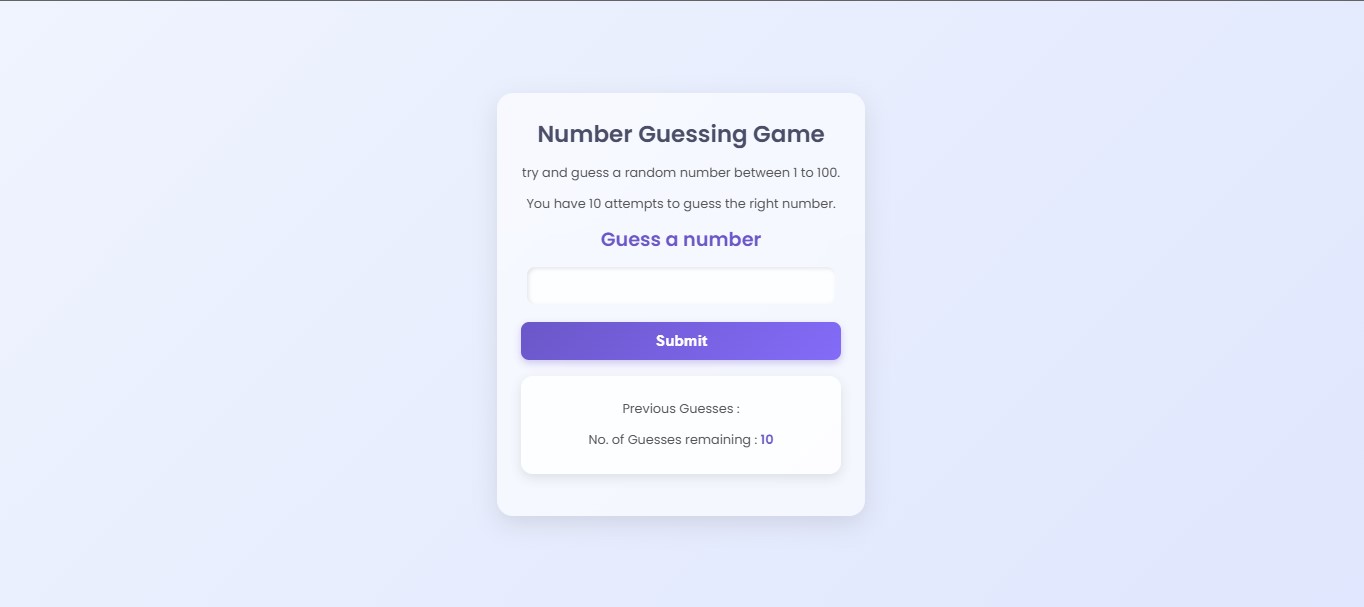 Number Guessing Game
try and guess a random number between 1 to 100.
You have 10 attempts to guess the right number.
Guess a number
Submit
Previous Guesses :
No. of Guesses remaining : 10